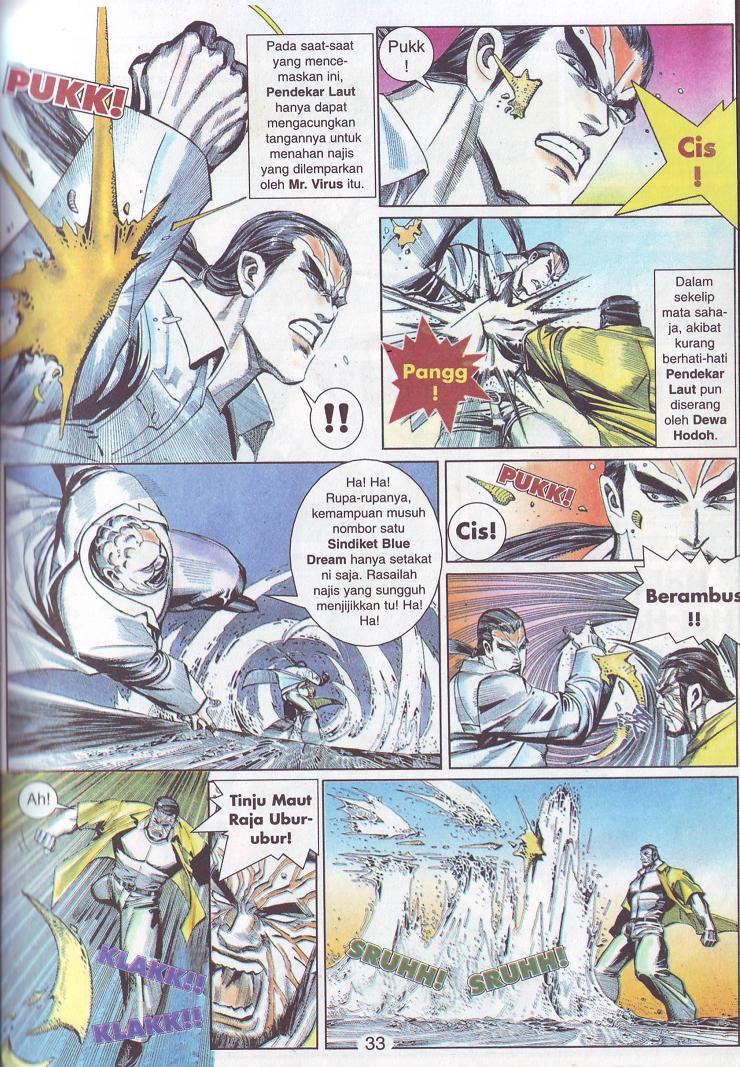 PUKK!
Pada saat-saat
yang mence-
maskan ini,
Pendekar Laut
hanya dapat
mengacungkan
tangannya untuk
menahan najis
yang dilemparkan
oleh Mr. Virus itu.
!!
Pukk
!
Cis
!
Pangg
!
Dalam
sekelip
mata saha-
ja, akibat
kurang
berhati-hati
Pendekar
Laut pun
diserang
oleh Dewa
Hodoh.
Ha! Ha!
Rupa-rupanya,
kemampuan musuh
nombor satu
Sindiket Blue
Dream hanya setakat
ni saja. Rasailah
najis yang sungguh
menjijikkan tu! Ha!
Ha!
PUKK!
Cis!
Berambus
!!
Ah!
KLAKK!!
KLAKK!!
Tinju Maut
Raja Ubur-
ubur!
SRUHH!
SRUHH!
33